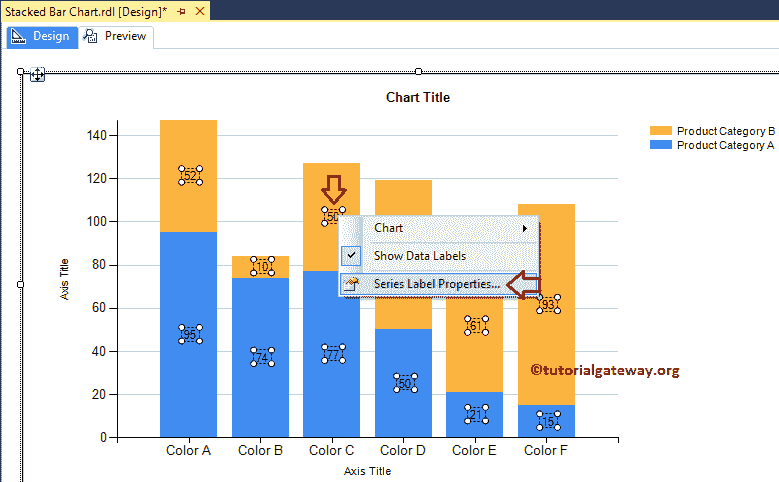 Stacked Bar Chart.rdl [Design]*
Design
Preview
Chart Title
Product Category B
Product Category A
140
120
100
80
60
40
20
0
Axis Title
52
95
10
74
50
77
50
61
21
93
15
Chart
Show Data Labels
Series Label Properties...
©tutorialgateway.org
Color A
Color B
Color C
Color D
Color E
Color F
Axis Title